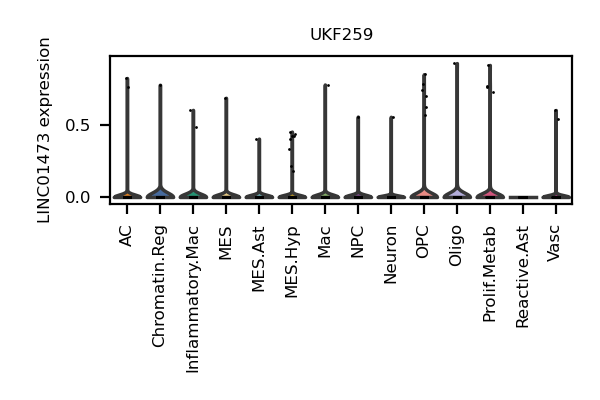 UKF259
LINC01473 expression
0.5
0.0
AC
Chromatin.Reg
Inflammatory.Mac
MES
MES.Ast
MES.Hyp
Mac
NPC
Neuron
OPC
Oligo
Prolif.Metab
Reactive.Ast
Vasc